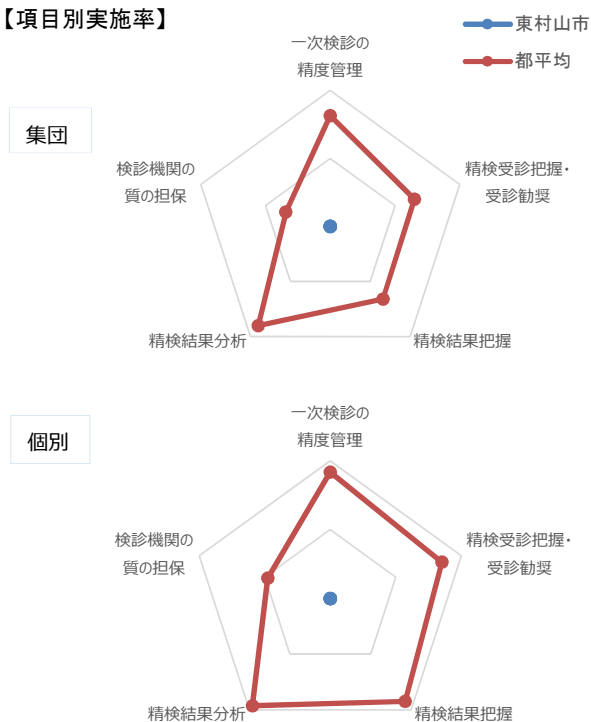 【項目別実施率】
東村山市
都平均
集団
一次検診の
精度管理
検診機関の
質の担保
精検受診把握・
受診勧奨
精検結果分析
精検結果把握
個別
一次検診の
精度管理
検診機関の
質の担保
精検受診把握・
受診勧奨
精検結果分析
精検結果把握